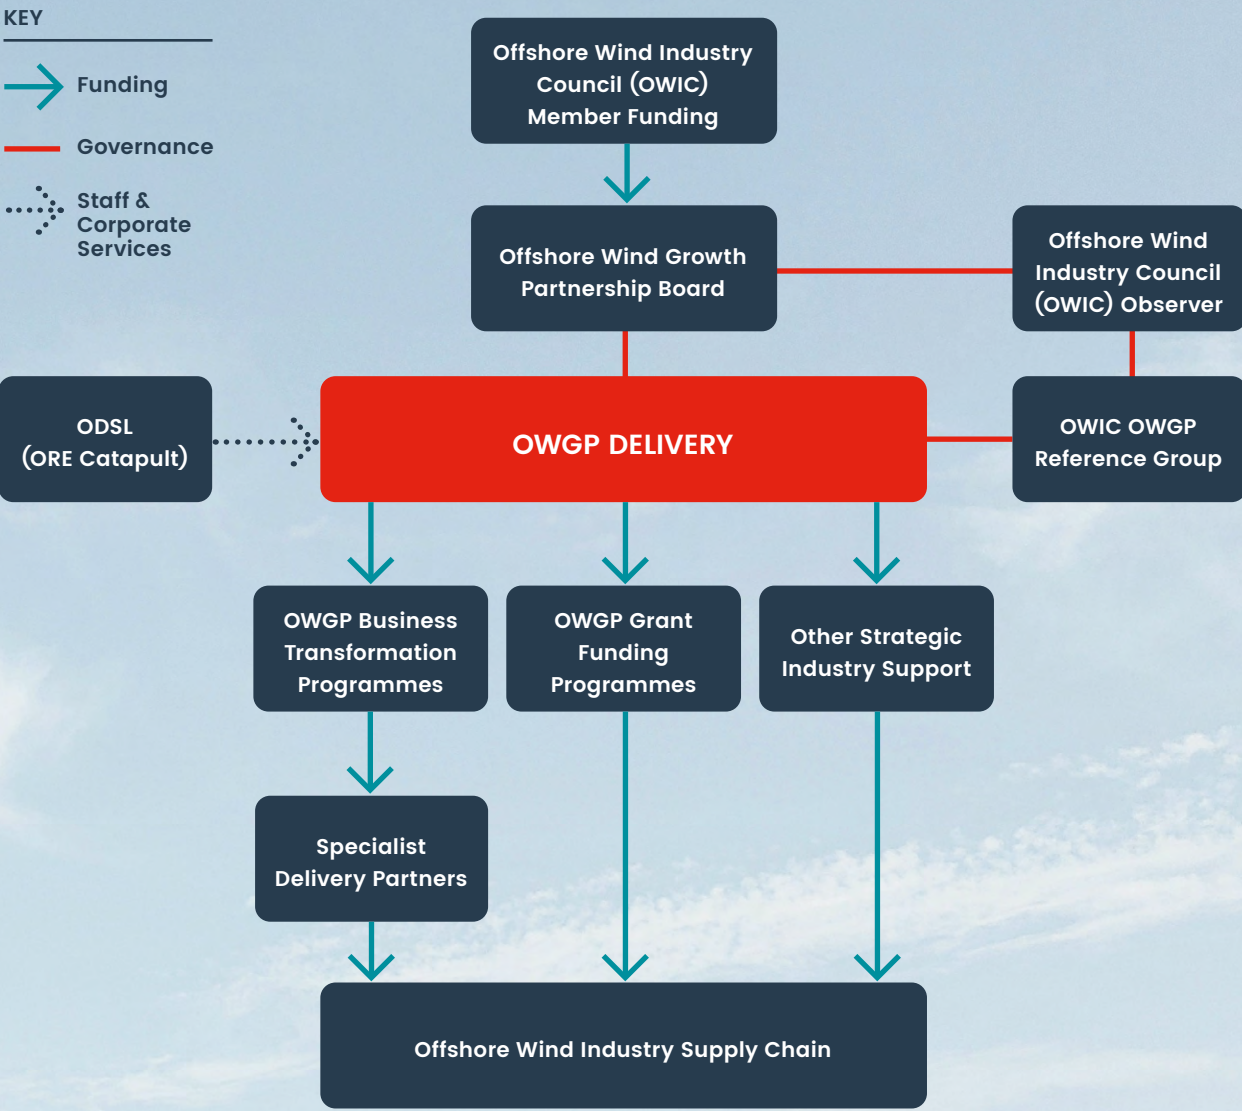 KEY
Funding
Governance
Staff &
Corporate
Services
Offshore Wind Industry
Council (OWIC)
Member Funding
Offshore Wind Growth
Partnership Board
Offshore Wind
Industry Council
(OWIC) Observer
ODSL
(ORE Catapult)
OWGP DELIVERY
OWIC OWGP
Reference Group
OWGP Business
Transformation
Programmes
OWGP Grant
Funding
Programmes
Other Strategic
Industry Support
Specialist
Delivery Partners
Offshore Wind Industry Supply Chain